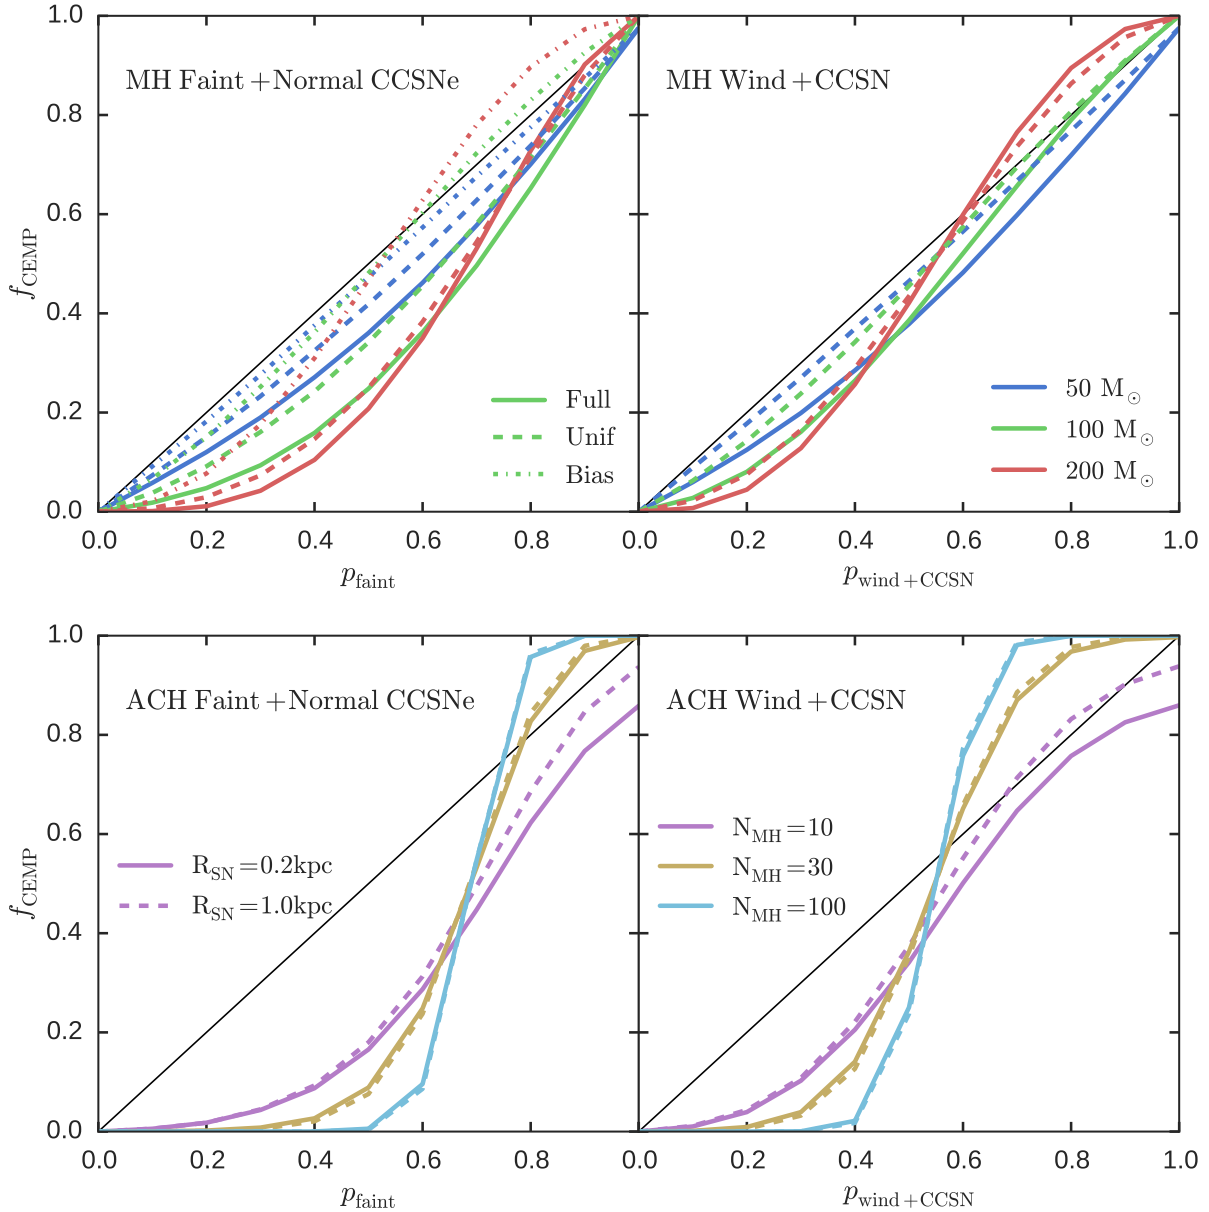 1.0
0.8
0.6
0.4
0.2
0.0
f_CEMP
MH Faint+Normal CCSNe
Full
Unif
Bias
0.0 0.2 0.4 0.6 0.8 0.0
p_faint
MH Wind+CCSN
50 M_⊙
100 M_⊙
200 M_⊙
0.2 0.4 0.6 0.8 1.0
p_wind+CCSN
1.0
0.8
0.6
0.4
0.2
0.0
f_CEMP
ACH Faint+Normal CCSNe
R_SN=0.2kpc
R_SN=1.0kpc
0.0 0.2 0.4 0.6 0.8 0.0
p_faint
ACH Wind+CCSN
N_MH=10
N_MH=30
N_MH=100
0.2 0.4 0.6 0.8 1.0
p_wind+CCSN